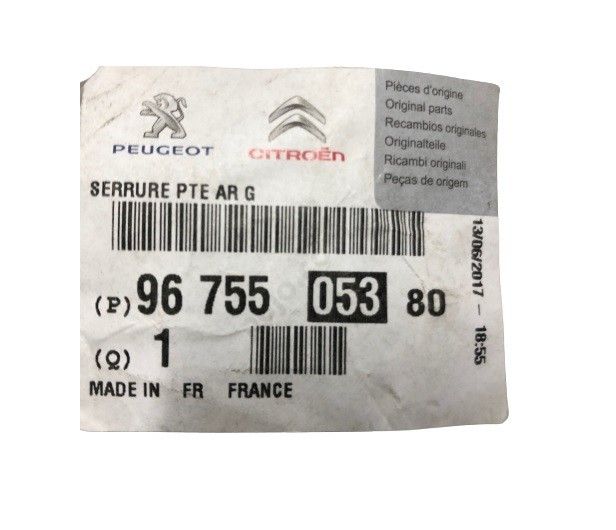 PEUGEOT
CITROËN
Pièces d'origine
Original parts
Recambios originales
Originalteile
Ricambi originali
Peças de origem
SERRURE PTE AR G
(P) 96 755 053 80
(Q) 1
MADE IN FR FRANCE
13/06/2017 - 18:55